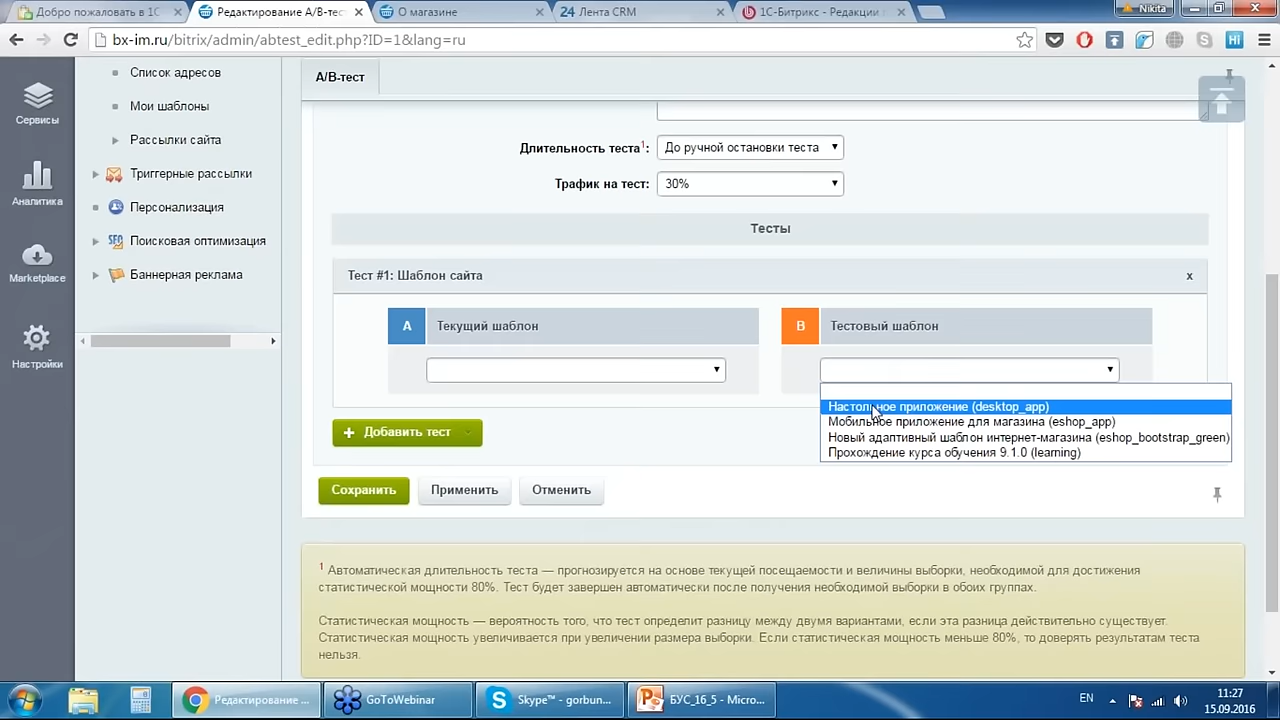 Добро пожаловать в 1С
Редактирование A/B-тест
О магазине
Лента CRM
1С-Битрикс - Редакции
Nikita
bx-im.ru/bitrix/admin/abtest_edit.php?ID=1&lang=ru
Сервисы
Аналитика
Marketplace
Настройки
Список адресов
Мои шаблоны
Рассылки сайта
Триггерные рассылки
Персонализация
Поисковая оптимизация
Баннерная реклама
A/B-тест
Длительность теста1: До ручной остановки теста
Трафик на тест: 30%
Тесты
Тест #1: Шаблон сайта x
A Текущий шаблон
B Тестовый шаблон
Настольное приложение (desktop_app)
Мобильное приложение для магазина (eshop_app)
Новый адаптивный шаблон интернет-магазина (eshop_bootstrap_green)
Прохождение курса обучения 9.1.0 (learning)
+ Добавить тест
Сохранить Применить Отменить
1 Автоматическая длительность теста — прогнозируется на основе текущей посещаемости и величины выборки, необходимой для достижения
статистической мощности 80%. Тест будет завершен автоматически после получения необходимой выборки в обоих группах.
Статистическая мощность — вероятность того, что тест определит разницу между двумя вариантами, если эта разница действительно существует.
Статистическая мощность увеличивается при увеличении размера выборки. Если статистическая мощность меньше 80%, то доверять результатам теста
нельзя.
Редактирование ...
GoToWebinar
Skype™ - gorbun...
БУС_16_5 - Micro...
EN
11:27
15.09.2016